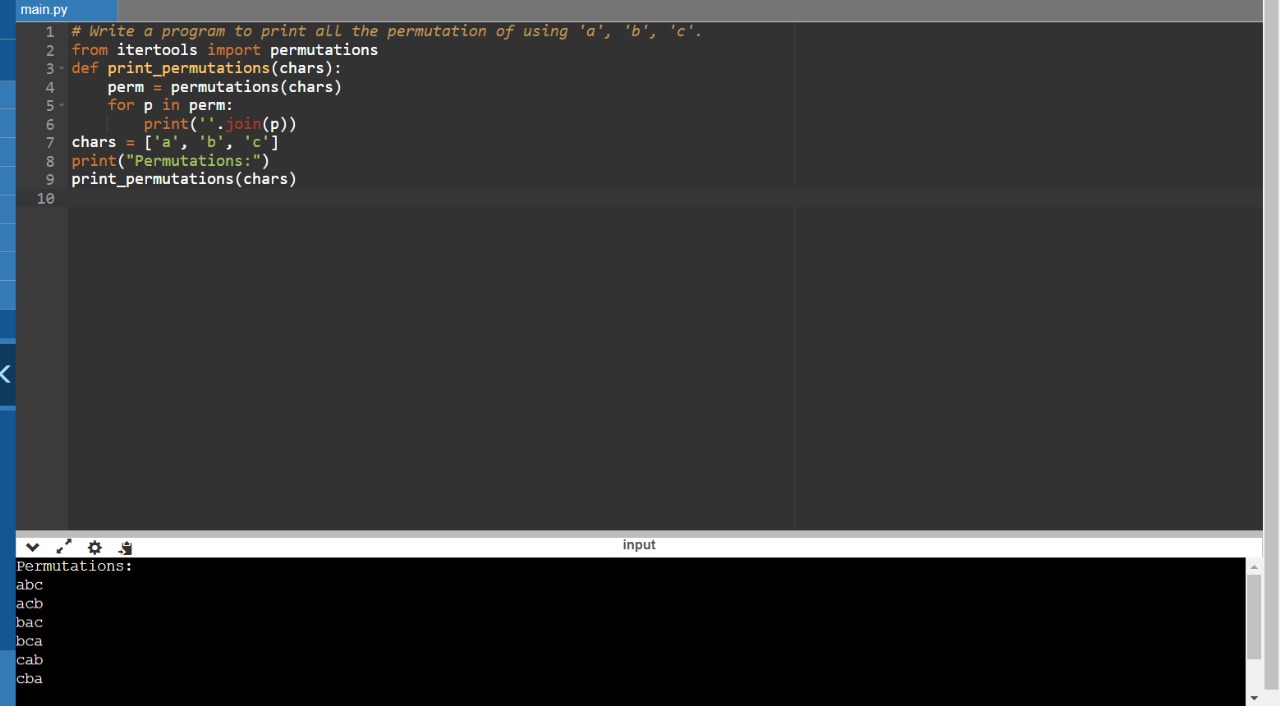 main.py
1 # Write a program to print all the permutation of using 'a', 'b', 'c'.
2 from itertools import permutations
3 def print_permutations(chars):
4     perm = permutations(chars)
5     for p in perm:
6         print(''.join(p))
7 chars = ['a', 'b', 'c']
8 print("Permutations:")
9 print_permutations(chars)
10
input
Permutations:
abc
acb
bac
bca
cab
cba